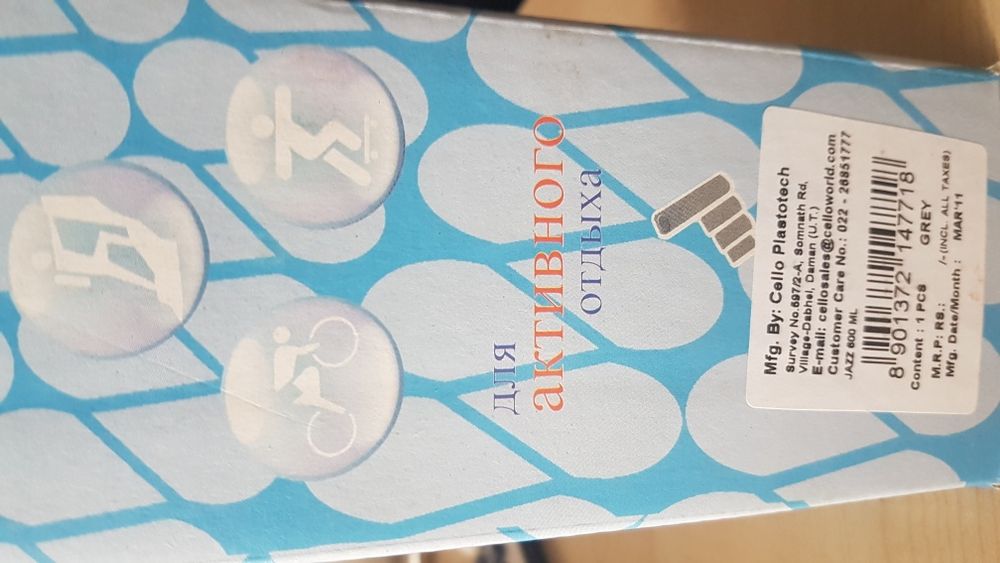 для
активного
отдыха
Mfg. By: Cello Plastotech
Survey No.597/2-A, Somnath Rd,
Village-Dabhel, Daman (U.T.)
E-mail: cellosales@celloworld.com
Customer Care No.: 022 - 26851777
JAZZ 600 ML
8 901372 147718
Content : 1 PCS GREY
M.R.P: RS.: /-(INCL. ALL TAXES)
Mfg. Date/Month : MAR'11